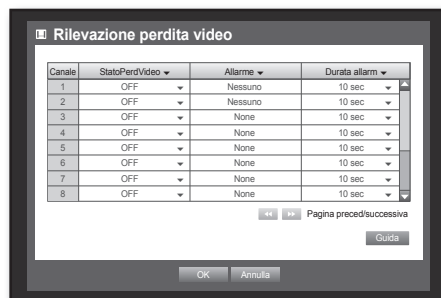 Rilevazione perdita video
Canale StatoPerdVideo Allarme Durata allarm
1 OFF Nessuno 10 sec
2 OFF Nessuno 10 sec
3 OFF None 10 sec
4 OFF None 10 sec
5 OFF None 10 sec
6 OFF None 10 sec
7 OFF None 10 sec
8 OFF None 10 sec
Pagina preced/successiva
Guida
OK Annulla